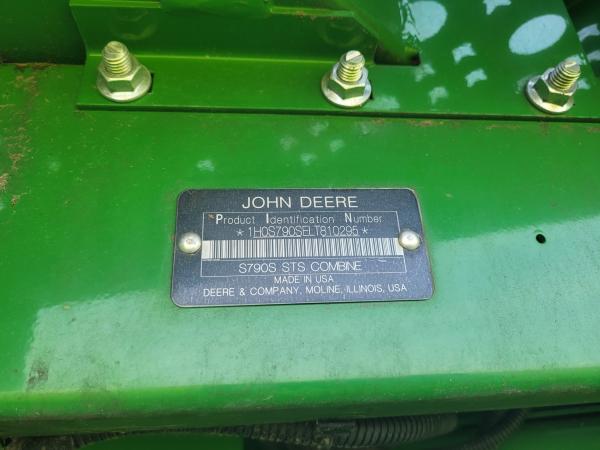 JOHN DEERE
Product Identification Number
*1H0S790SELT810295*
S790S STS COMBINE
MADE IN USA
DEERE & COMPANY, MOLINE, ILLINOIS, USA